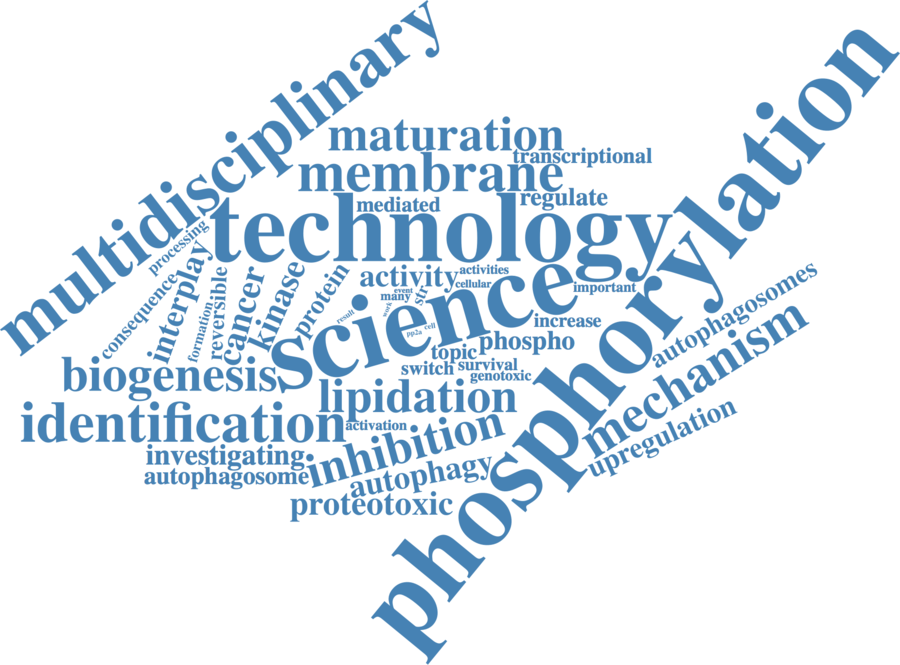 multidisciplinary
phosphorylation
maturation
transcriptional
membrane
regulate
mediated
technology
processing
interplay
consequence
formation
reversible
cancer
kinase
protein
activity
activities
cellular
important
event
many
str
work
result
science
pp2a
cell
increase
phospho
topic
switch
survival
genotoxic
autophagosomes
mechanism
upregulation
biogenesis
lipidation
identification
activation
inhibition
investigating
autophagosome
autophagy
proteotoxic